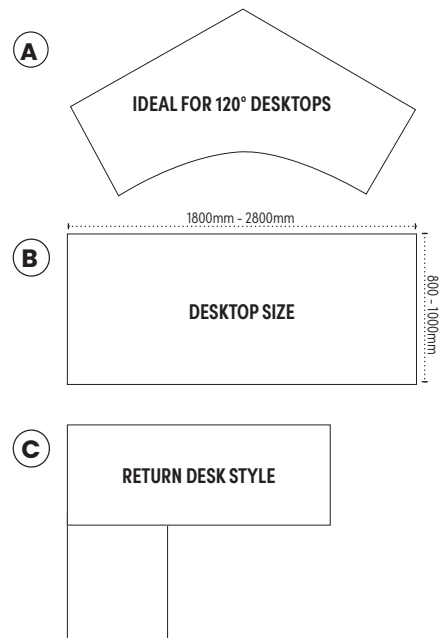 A
IDEAL FOR 120° DESKTOPS
1800mm - 2800mm
B
DESKTOP SIZE
800 - 1000mm
C
RETURN DESK STYLE